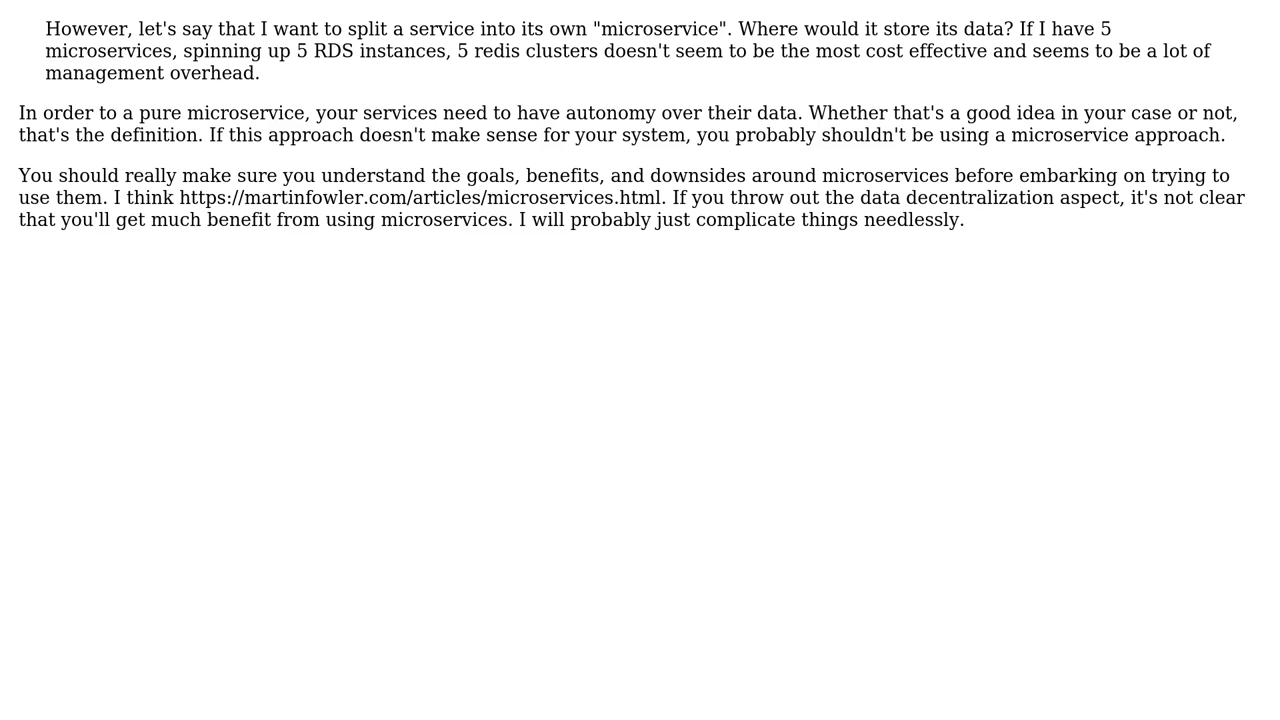 However, let's say that I want to split a service into its own "microservice". Where would it store its data? If I have 5
microservices, spinning up 5 RDS instances, 5 redis clusters doesn't seem to be the most cost effective and seems to be a lot of
management overhead.
In order to a pure microservice, your services need to have autonomy over their data. Whether that's a good idea in your case or not,
that's the definition. If this approach doesn't make sense for your system, you probably shouldn't be using a microservice approach.
You should really make sure you understand the goals, benefits, and downsides around microservices before embarking on trying to
use them. I think https://martinfowler.com/articles/microservices.html. If you throw out the data decentralization aspect, it's not clear
that you'll get much benefit from using microservices. I will probably just complicate things needlessly.